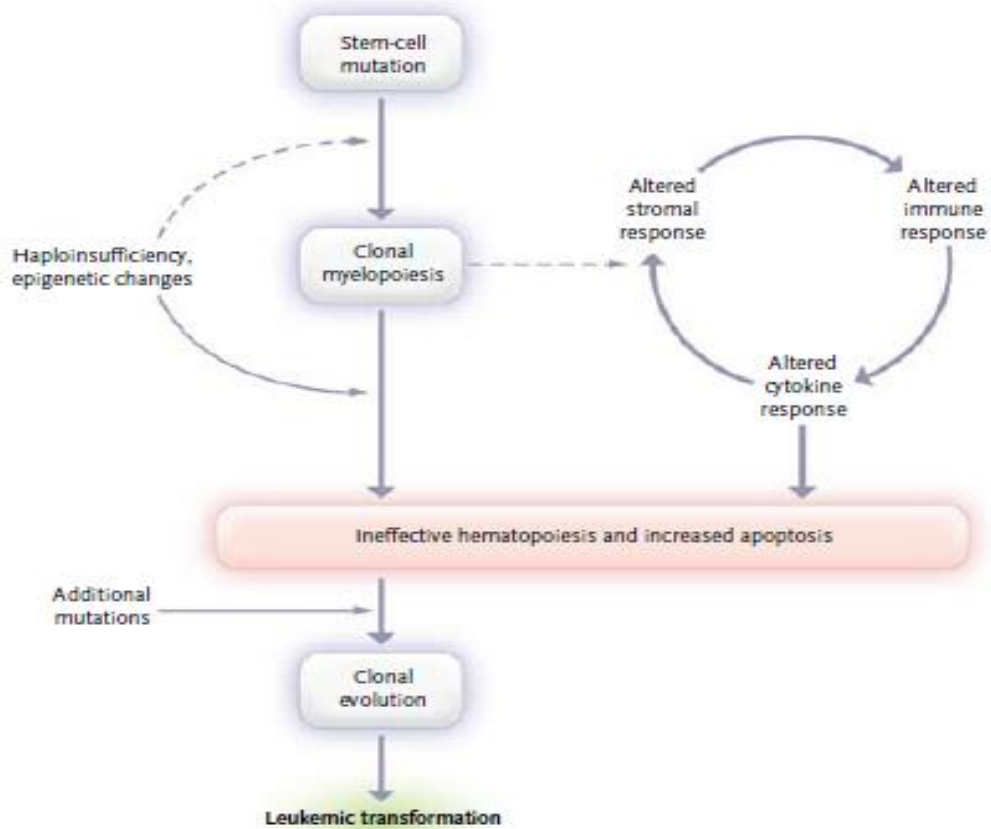 Stem-cell
mutation
Altered
stromal
response
Altered
immune
response
Haploinsufficiency,
epigenetic changes
Clonal
myelopoiesis
Altered
cytokine
response
Ineffective hematopoiesis and increased apoptosis
Additional
mutations
Clonal
evolution
Leukemic transformation